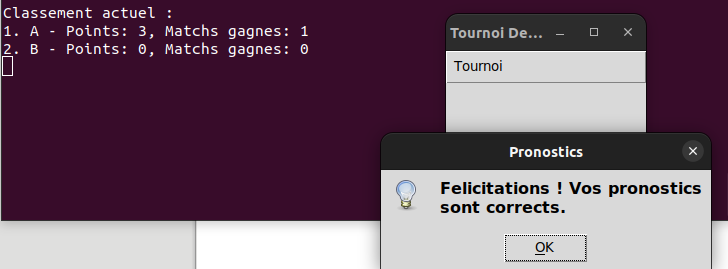 Classement actuel :
1. A - Points: 3, Matchs gagnes: 1
2. B - Points: 0, Matchs gagnes: 0
Tournoi De...
Tournoi
Pronostics
Felicitations ! Vos pronostics
sont corrects.
OK